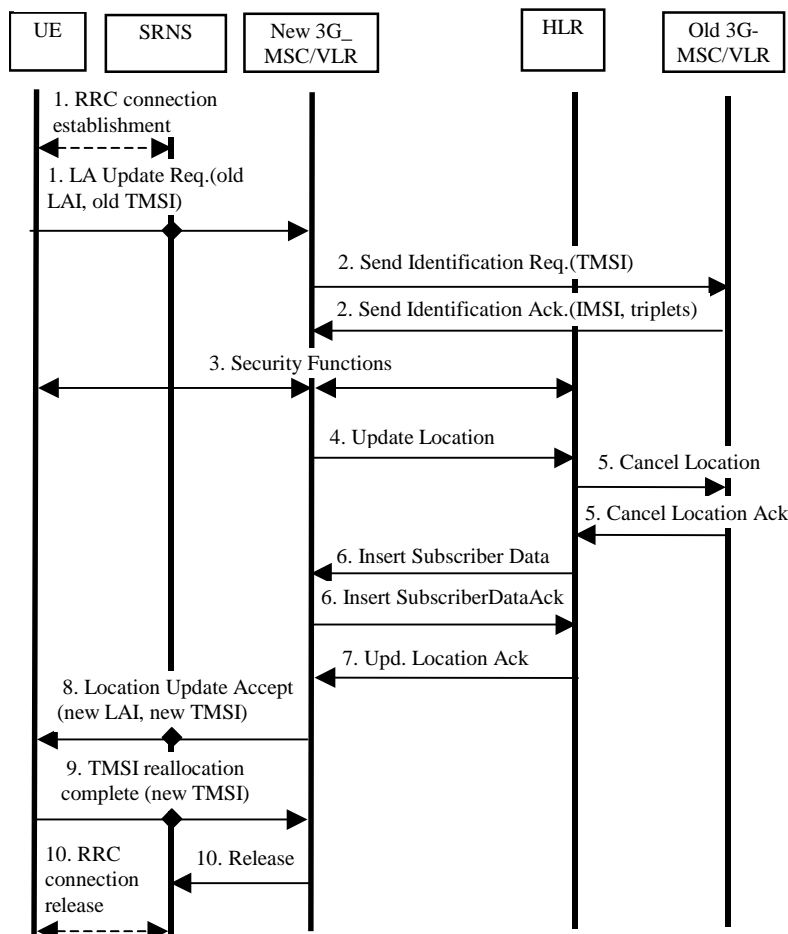 UE
SRNS
New 3G_
MSC/VLR
HLR
Old 3G-
MSC/VLR
1. RRC connection
establishment
1. LA Update Req.(old
LAI, old TMSI)
2. Send Identification Req.(TMSI)
2. Send Identification Ack.(IMSI, triplets)
3. Security Functions
4. Update Location
5. Cancel Location
5. Cancel Location Ack
6. Insert Subscriber Data
6. Insert SubscriberDataAck
7. Upd. Location Ack
8. Location Update Accept
(new LAI, new TMSI)
9. TMSI reallocation
complete (new TMSI)
10. RRC
connection
release
10. Release